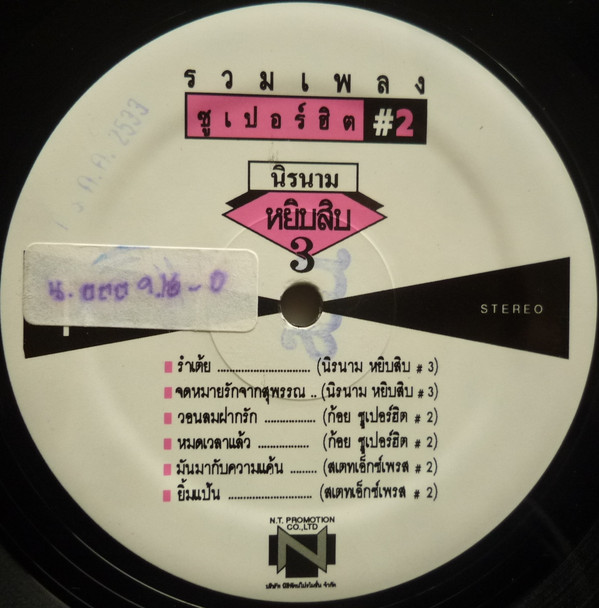 รวมเพลง
ซูเปอร์ฮิต #2
นิรนาม
หยิบสิบ
3
ต.ค. 2533
STEREO
รำเต้ย .............................. (นิรนาม หยิบสิบ # 3)
จดหมายรักจากสุพรรณ .. (นิรนาม หยิบสิบ # 3)
วอนลมฝากรัก ................ (ก้อย ซูเปอร์ฮิต # 2)
หมดเวลาแล้ว ................ (ก้อย ซูเปอร์ฮิต # 2)
มันมากับความแค้น ........ (สเตทเอ็กซ์เพรส # 2)
ยิ้มแป้น ......................... (สเตทเอ็กซ์เพรส # 2)
N.T. PROMOTION
CO.,LTD
N